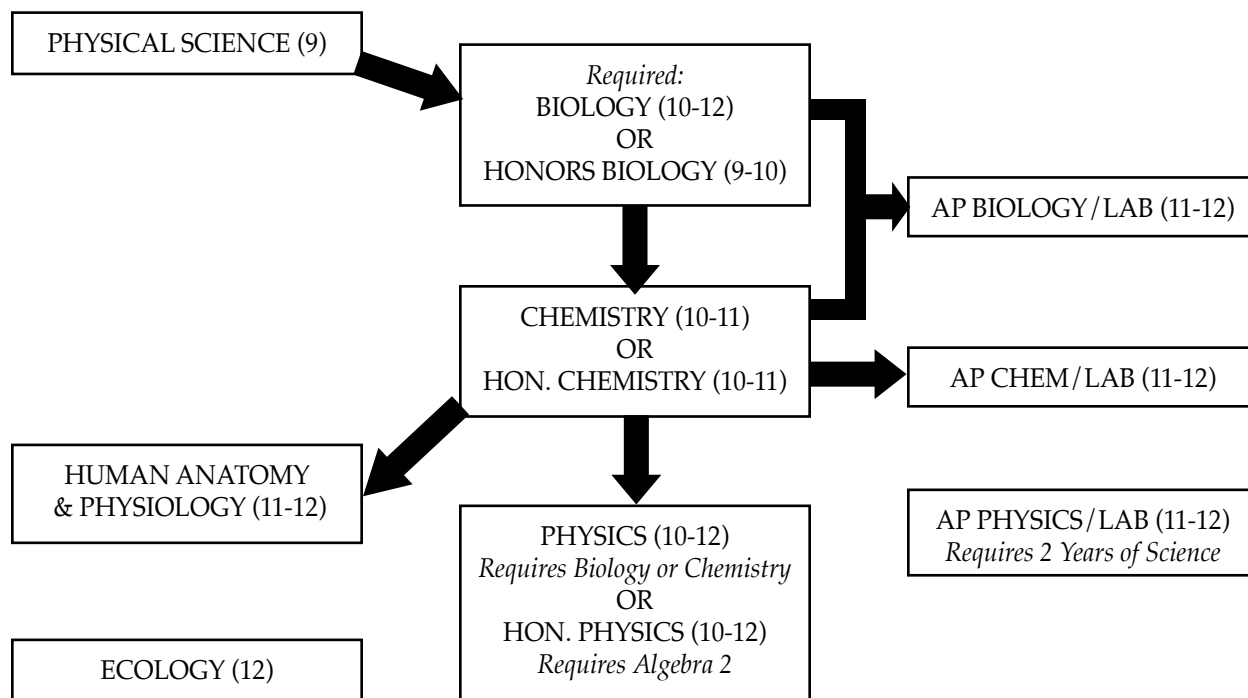 PHYSICAL SCIENCE (9)
Required:
BIOLOGY (10-12)
OR
HONORS BIOLOGY (9-10)
AP BIOLOGY/LAB (11-12)
CHEMISTRY (10-11)
OR
HON. CHEMISTRY (10-11)
AP CHEM/LAB (11-12)
HUMAN ANATOMY
& PHYSIOLOGY (11-12)
PHYSICS (10-12)
Requires Biology or Chemistry
OR
HON. PHYSICS (10-12)
Requires Algebra 2
AP PHYSICS/LAB (11-12)
Requires 2 Years of Science
ECOLOGY (12)